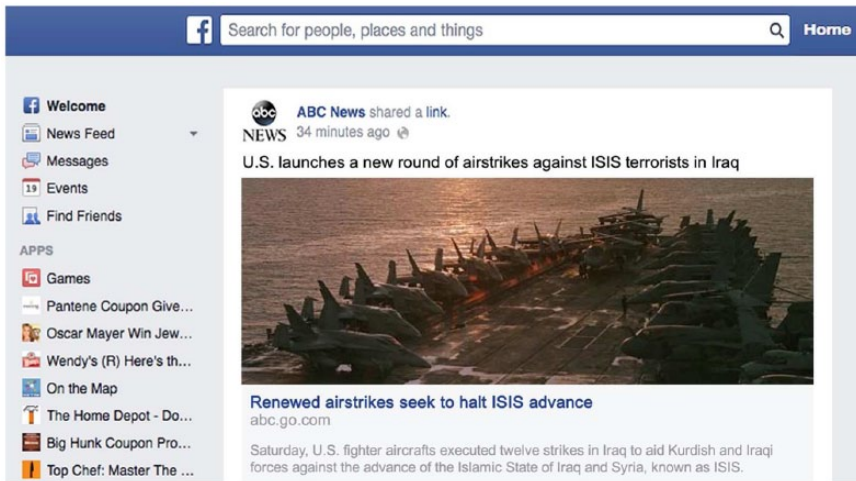 Search for people, places and things
Home
Welcome
News Feed
Messages
19 Events
Find Friends
APPS
Games
Pantene Coupon Give...
Oscar Mayer Win Jew...
Wendy's (R) Here's th...
On the Map
The Home Depot - Do...
Big Hunk Coupon Pro...
Top Chef: Master The ...
abc
NEWS
ABC News shared a link.
34 minutes ago
U.S. launches a new round of airstrikes against ISIS terrorists in Iraq
Renewed airstrikes seek to halt ISIS advance
abc.go.com
Saturday, U.S. fighter aircrafts executed twelve strikes in Iraq to aid Kurdish and Iraqi
forces against the advance of the Islamic State of Iraq and Syria, known as ISIS.